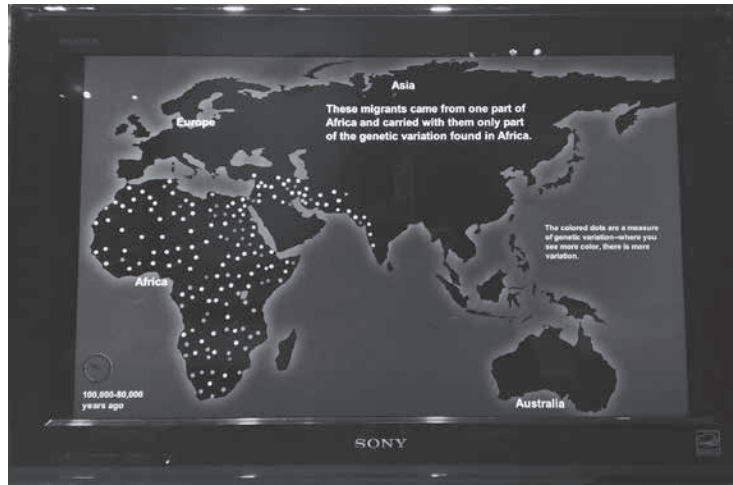 Asia
These migrants came from one part of
Africa and carried with them only part
of the genetic variation found in Africa.
Europe
The colored dots are a measure
of genetic variation–where you
see more color, there is more
variation.
Africa
100,000-80,000
years ago
Australia
SONY